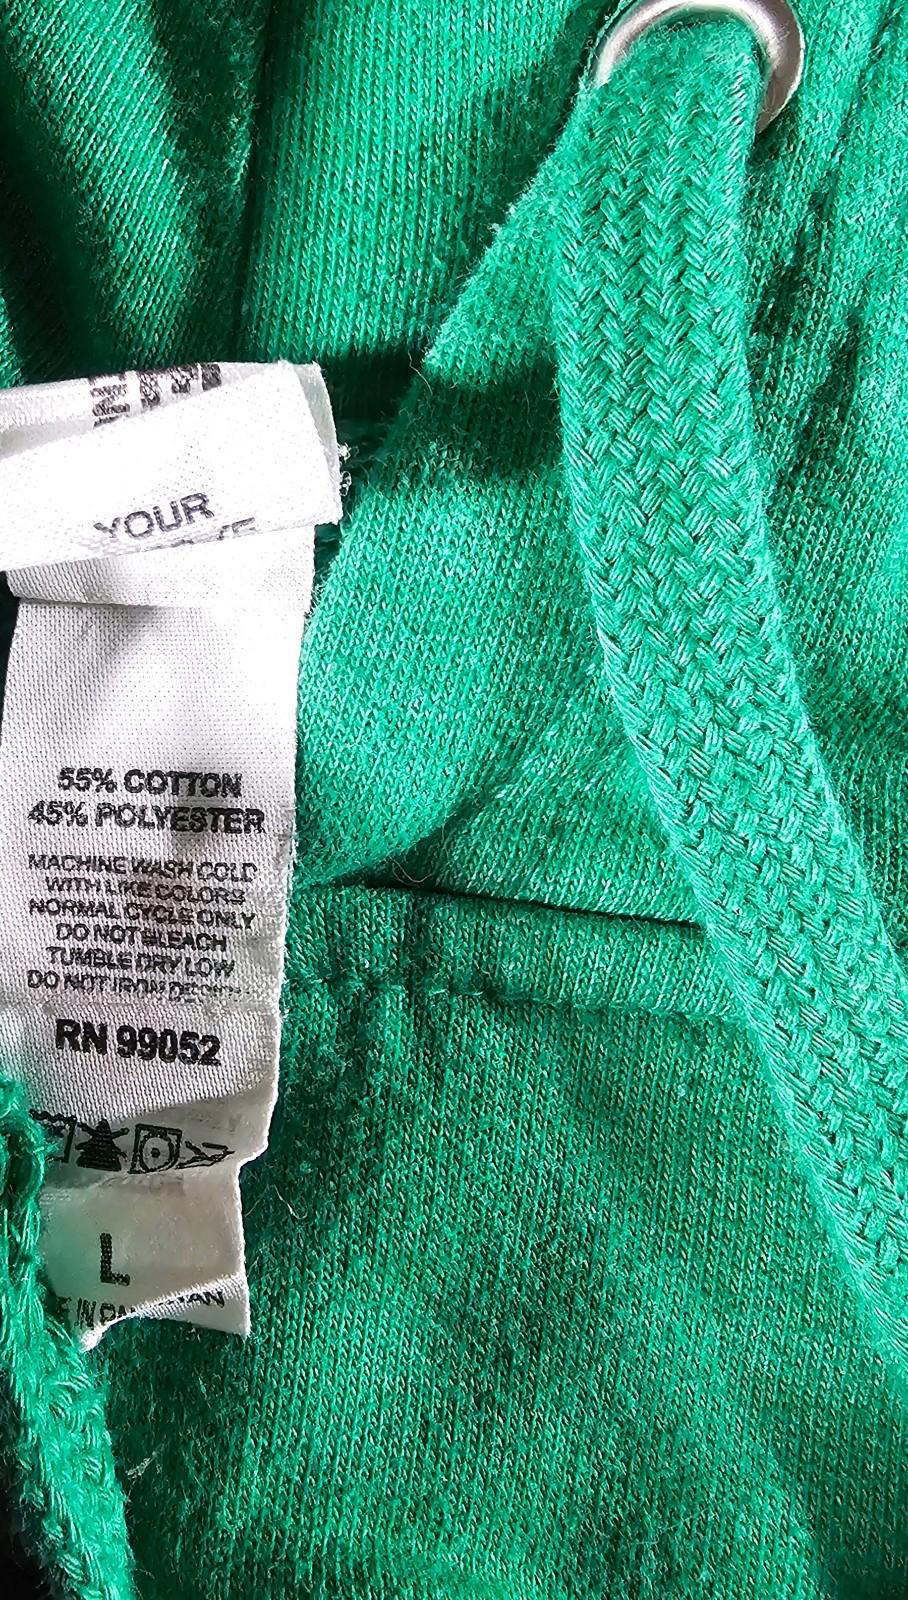 YOUR
55% COTTON
45% POLYESTER
MACHINE WASH COLD
WITH LIKE COLORS
NORMAL CYCLE ONLY
DO NOT BLEACH
TUMBLE DRY LOW
DO NOT IRON
RN 99052
L
IN